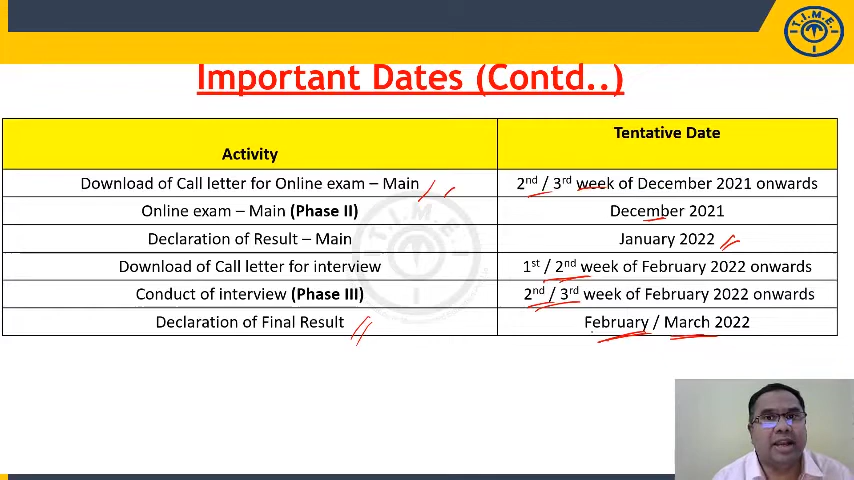 T.I.M.E.
Important Dates (Contd..)
Activity
Tentative Date
Download of Call letter for Online exam – Main
2nd / 3rd week of December 2021 onwards
Online exam – Main (Phase II)
December 2021
Declaration of Result – Main
January 2022
Download of Call letter for interview
1st / 2nd week of February 2022 onwards
Conduct of interview (Phase III)
2nd / 3rd week of February 2022 onwards
Declaration of Final Result
February / March 2022
T.I.M.E.